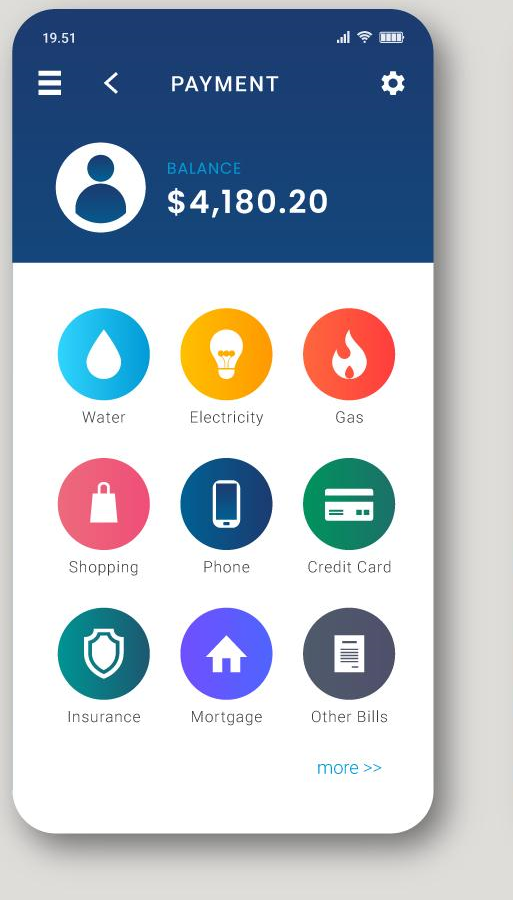 19.51
PAYMENT
BALANCE
$4,180.20
Water Electricity Gas
Shopping Phone Credit Card
Insurance Mortgage Other Bills
more >>